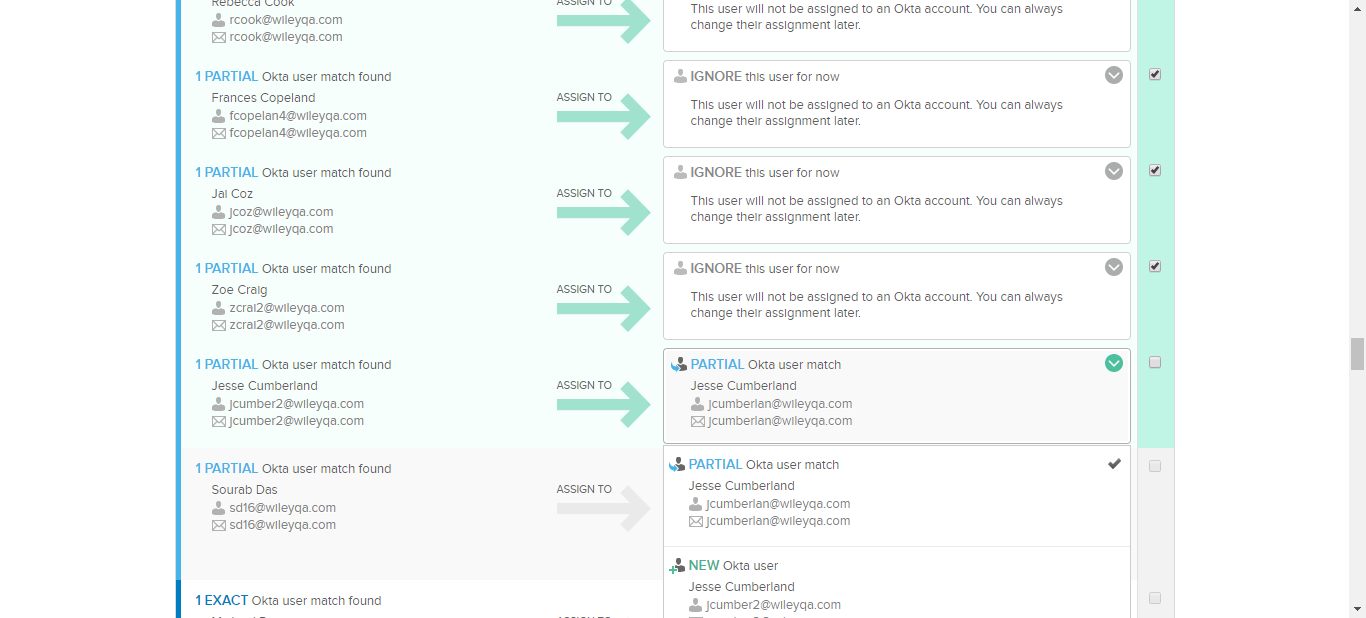 Rebecca Cook
ASSIGN TO
This user will not be assigned to an Okta account. You can always
change their assignment later.
rcook@wileyqa.com
rcook@wileyqa.com
1 PARTIAL Okta user match found
Frances Copeland
fcopelan4@wileyqa.com
fcopelan4@wileyqa.com
ASSIGN TO
IGNORE this user for now
This user will not be assigned to an Okta account. You can always
change their assignment later.
1 PARTIAL Okta user match found
Jai Coz
jcoz@wileyqa.com
jcoz@wileyqa.com
ASSIGN TO
IGNORE this user for now
This user will not be assigned to an Okta account. You can always
change their assignment later.
1 PARTIAL Okta user match found
Zoe Craig
zcrai2@wileyqa.com
zcrai2@wileyqa.com
ASSIGN TO
IGNORE this user for now
This user will not be assigned to an Okta account. You can always
change their assignment later.
1 PARTIAL Okta user match found
Jesse Cumberland
jcumber2@wileyqa.com
jcumber2@wileyqa.com
ASSIGN TO
PARTIAL Okta user match
Jesse Cumberland
jcumberlan@wileyqa.com
jcumberlan@wileyqa.com
1 PARTIAL Okta user match found
Sourab Das
sd16@wileyqa.com
sd16@wileyqa.com
ASSIGN TO
PARTIAL Okta user match
Jesse Cumberland
jcumberlan@wileyqa.com
jcumberlan@wileyqa.com
NEW Okta user
Jesse Cumberland
jcumber2@wileyqa.com
1 EXACT Okta user match found